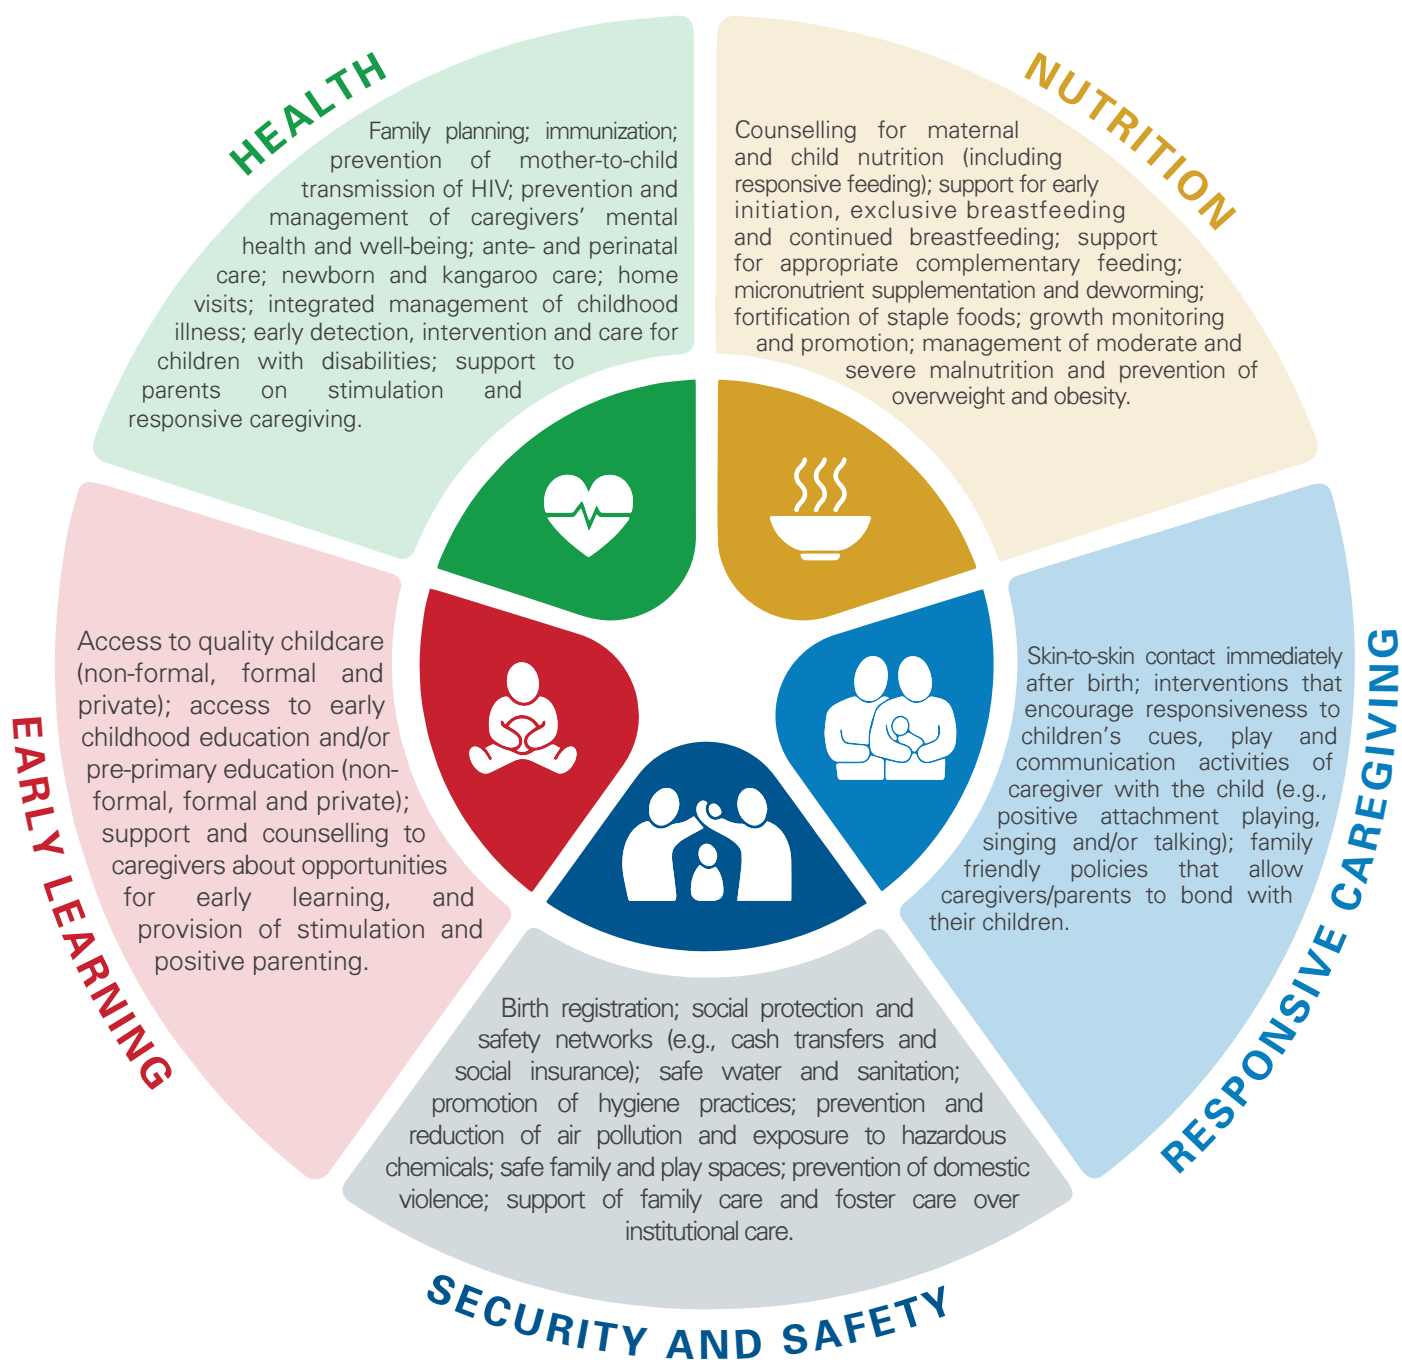 HEALTH
Family planning; immunization;
prevention of mother-to-child
transmission of HIV; prevention and
management of caregivers’ mental
health and well-being; ante- and perinatal
care; newborn and kangaroo care; home
visits; integrated management of childhood
illness; early detection, intervention and care for
children with disabilities; support to
parents on stimulation and
responsive caregiving.
NUTRITION
Counselling for maternal
and child nutrition (including
responsive feeding); support for early
initiation, exclusive breastfeeding
and continued breastfeeding; support
for appropriate complementary feeding;
micronutrient supplementation and deworming;
fortification of staple foods; growth monitoring
and promotion; management of moderate and
severe malnutrition and prevention of
overweight and obesity.
RESPONSIVE CAREGIVING
Skin-to-skin contact immediately
after birth; interventions that
encourage responsiveness to
children’s cues, play and
communication activities of
caregiver with the child (e.g.,
positive attachment playing,
singing and/or talking); family
friendly policies that allow
caregivers/parents to bond with
their children.
SECURITY AND SAFETY
Birth registration; social protection and
safety networks (e.g., cash transfers and
social insurance); safe water and sanitation;
promotion of hygiene practices; prevention and
reduction of air pollution and exposure to hazardous
chemicals; safe family and play spaces; prevention of domestic
violence; support of family care and foster care over
institutional care.
EARLY LEARNING
Access to quality childcare
(non-formal, formal and
private); access to early
childhood education and/or
pre-primary education (non-
formal, formal and private);
support and counselling to
caregivers about opportunities
for early learning, and
provision of stimulation and
positive parenting.